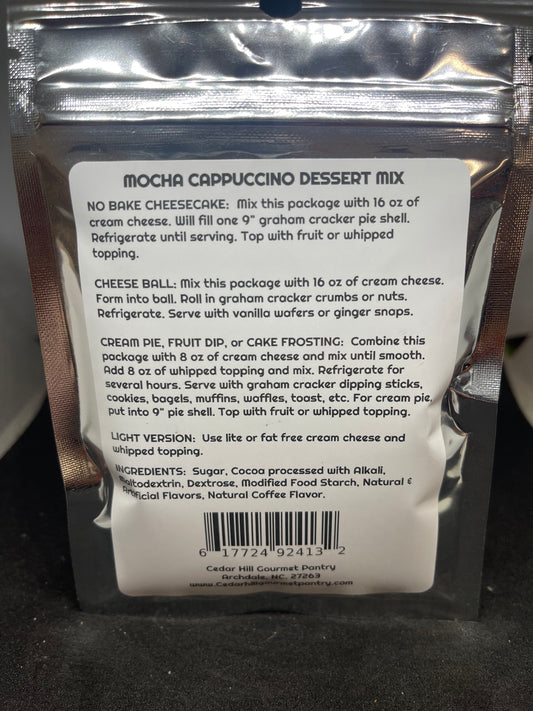 MOCHA CAPPUCCINO DESSERT MIX
NO BAKE CHEESECAKE: Mix this package with 16 oz of
cream cheese. Will fill one 9" graham cracker pie shell.
Refrigerate until serving. Top with fruit or whipped
topping.
CHEESE BALL: Mix this package with 16 oz of cream cheese.
Form into ball. Roll in graham cracker crumbs or nuts.
Refrigerate. Serve with vanilla wafers or ginger snaps.
CREAM PIE, FRUIT DIP, or CAKE FROSTING: Combine this
package with 8 oz of cream cheese and mix until smooth.
Add 8 oz of whipped topping and mix. Refrigerate for
several hours. Serve with graham cracker dipping sticks,
cookies, bagels, muffins, waffles, toast, etc. For cream pie,
put into 9" pie shell. Top with fruit or whipped topping.
LIGHT VERSION: Use lite or fat free cream cheese and
whipped topping.
INGREDIENTS: Sugar, Cocoa processed with Alkali,
Maltodextrin, Dextrose, Modified Food Starch, Natural &
Artificial Flavors, Natural Coffee Flavor.
6 17724 92413 2
Cedar Hill Gourmet Pantry
Archdale, NC. 27263
www.Cedarhillgourmetpantry.com